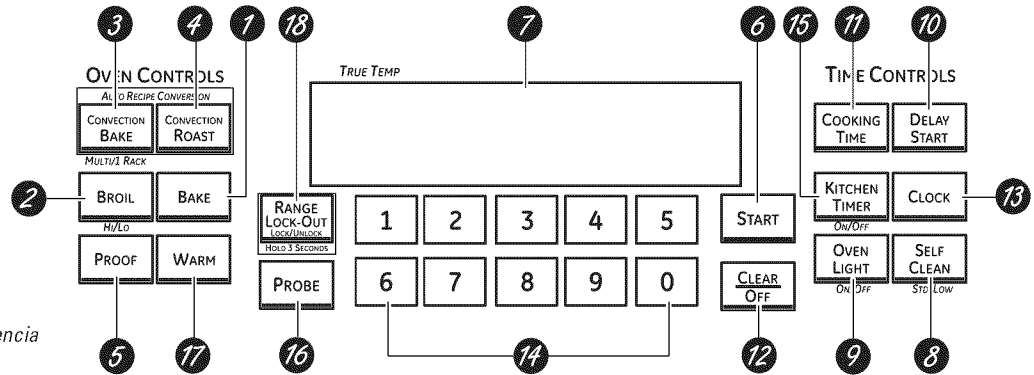 3 4 1 18 7 6 15 11 10
OVEN CONTROLS
AUTO RECIPE CONVERSION
CONVECTION BAKE
CONVECTION ROAST
MULTI/1 RACK
2
BROIL
BAKE
HI/LO
PROOF
WARM
5 17
encia
RANGE
LOCK-OUT
LOCK/UNLOCK
HOLD 3 SECONDS
PROBE
16
TRUE TEMP
1 2 3 4 5
6 7 8 9 0
14
START
CLEAR
OFF
12
TIME CONTROLS
COOKING
TIME
DELAY
START
KITCHEN
TIMER
ON/OFF
CLOCK
13
OVEN
LIGHT
ON/OFF
SELF
CLEAN
STD/LOW
9 8